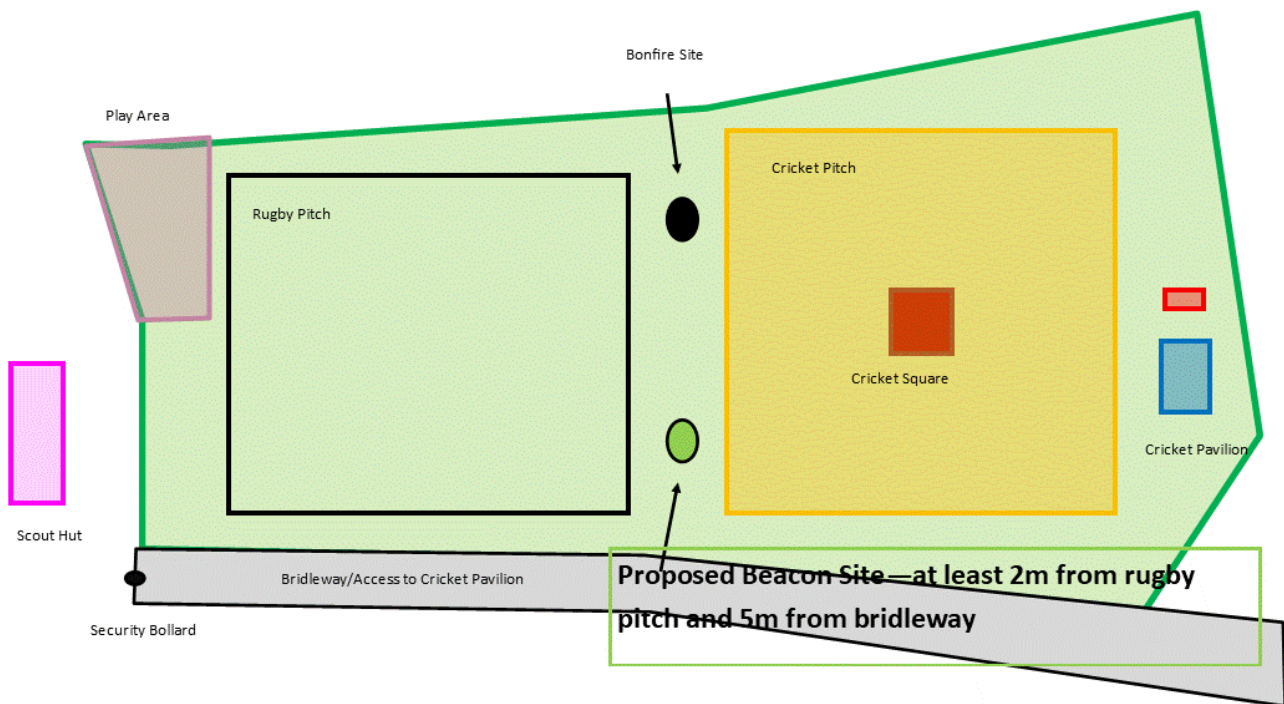 Bonfire Site
Play Area
Cricket Pitch
Rugby Pitch
Cricket Square
Cricket Pavilion
Scout Hut
Bridleway/Access to Cricket Pavilion
Proposed Beacon Site—at least 2m from rugby
pitch and 5m from bridleway
Security Bollard